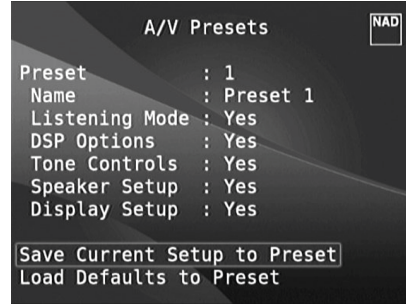 A/V Presets
NAD
Preset : 1
Name : Preset 1
Listening Mode : Yes
DSP Options : Yes
Tone Controls : Yes
Speaker Setup : Yes
Display Setup : Yes
Save Current Setup to Preset
Load Defaults to Preset